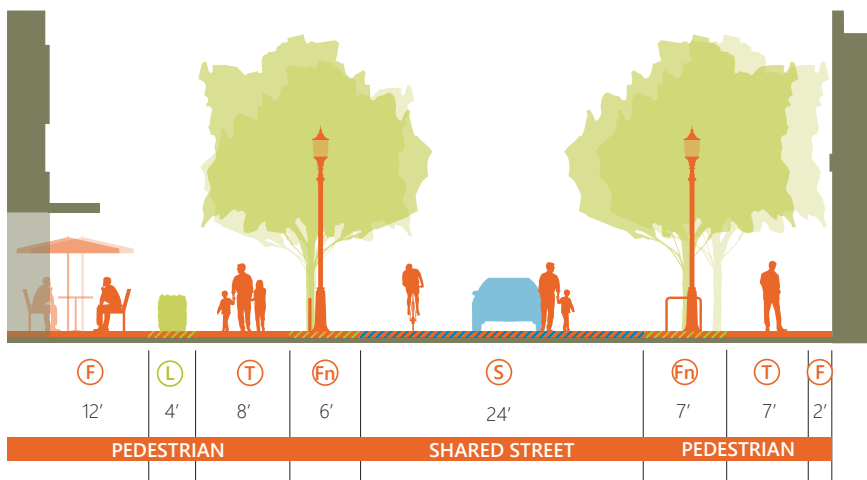 F L T Fn S Fn T F
12′ 4′ 8′ 6′ 24′ 7′ 7′ 2′
PEDESTRIAN SHARED STREET PEDESTRIAN